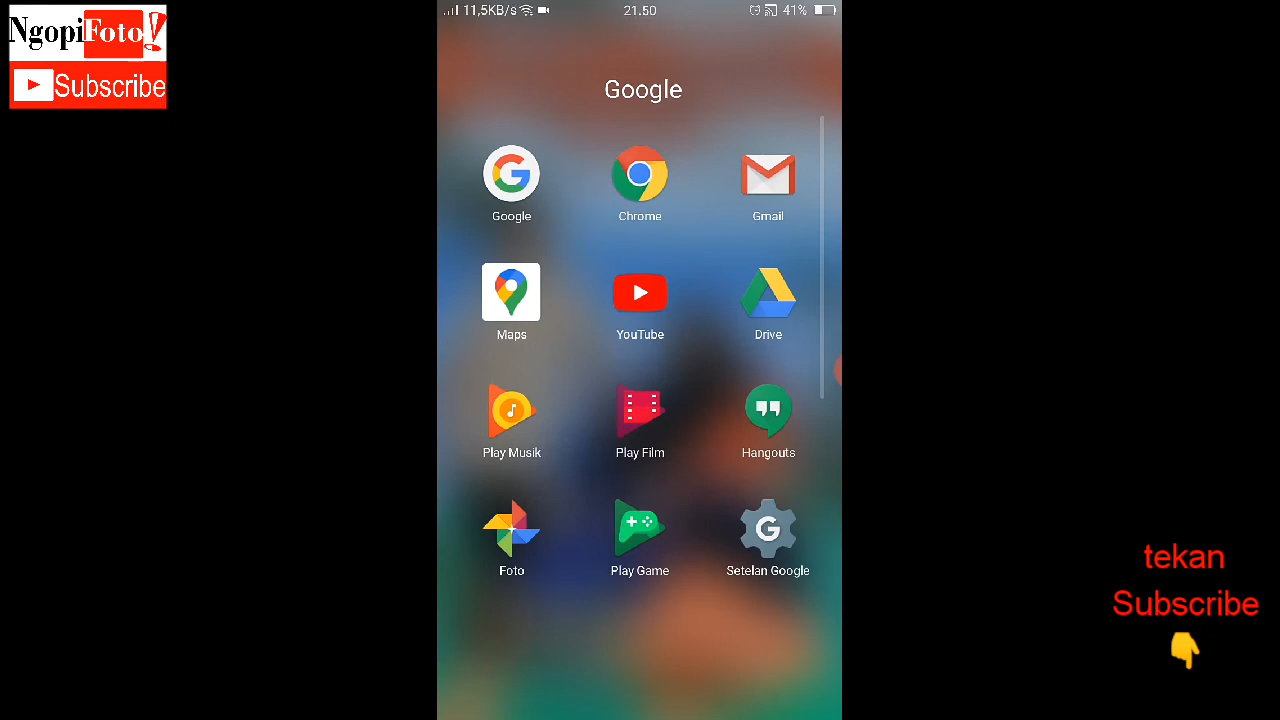 NgopiFoto!
Subscribe
11,5KB/s
21.50
41%
Google
Google
Chrome
Gmail
Maps
YouTube
Drive
Play Musik
Play Film
Hangouts
Foto
Play Game
Setelan Google
tekan
Subscribe